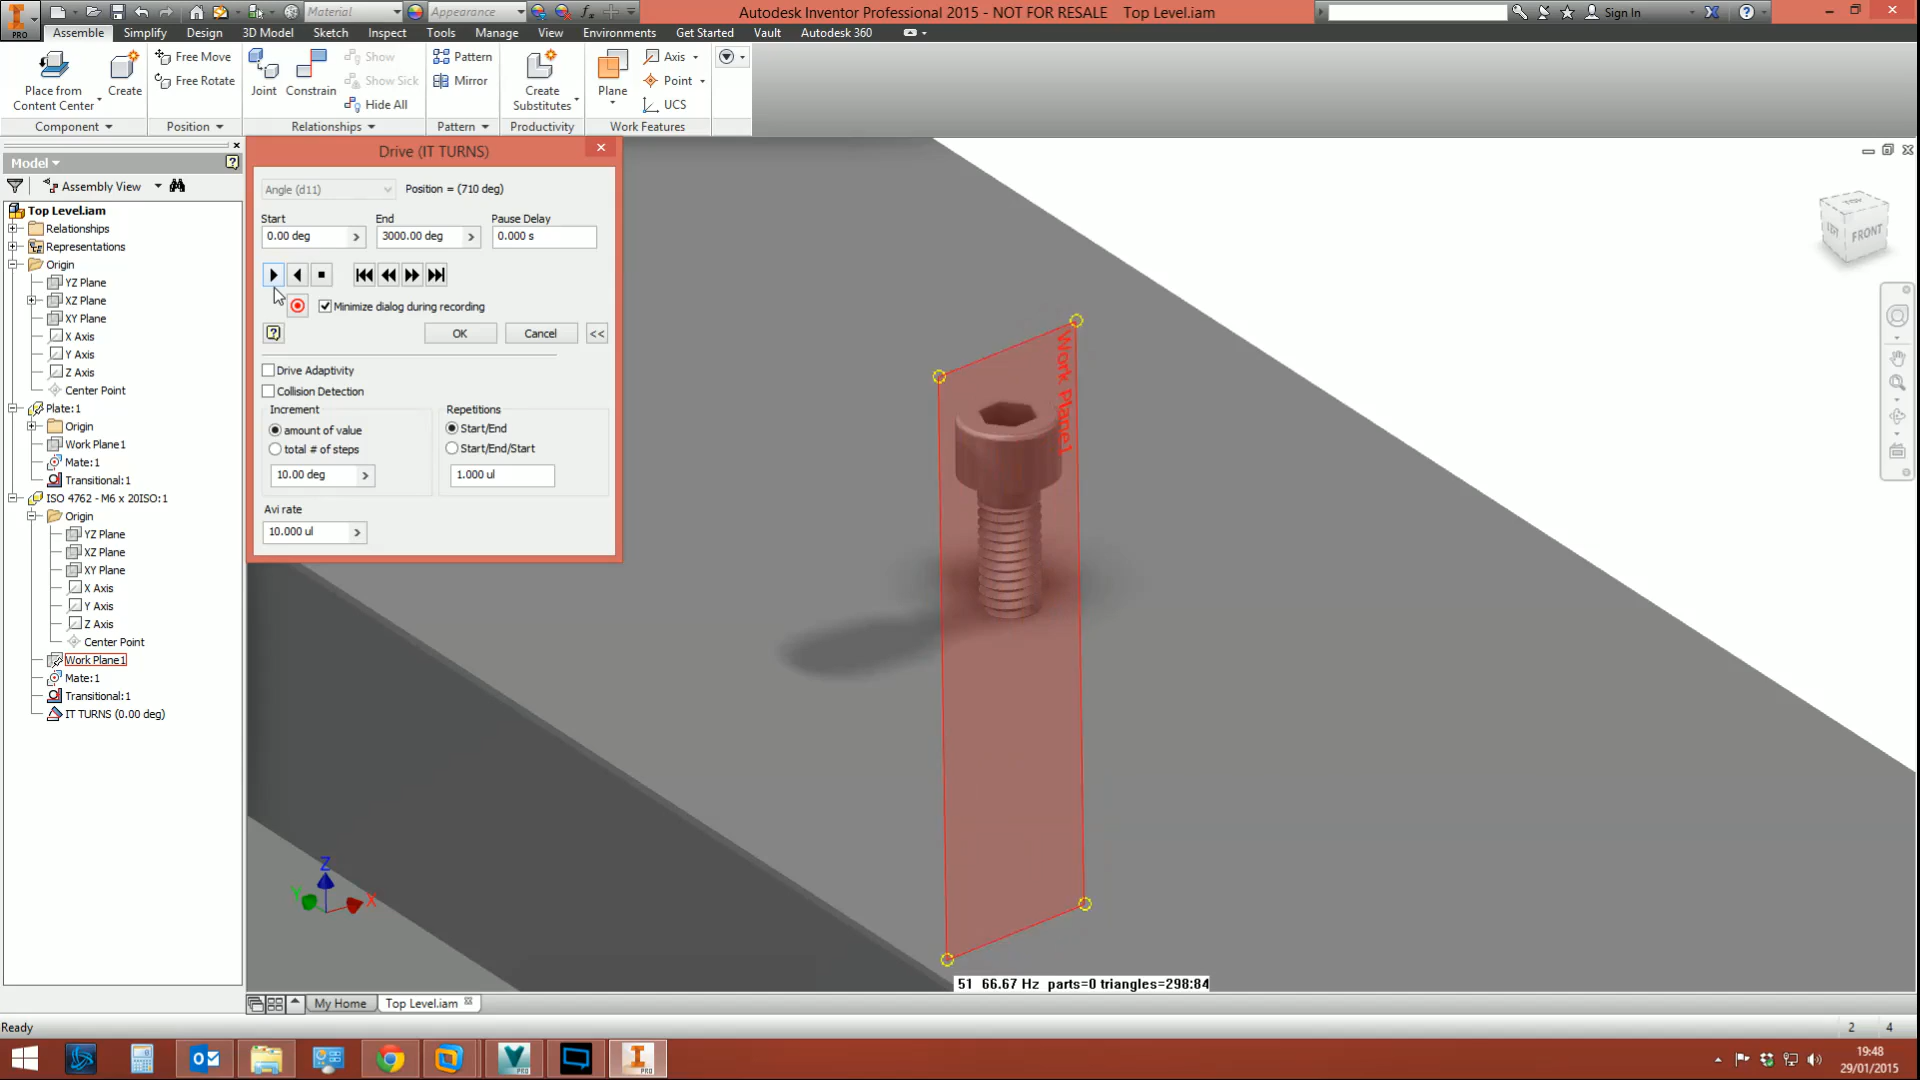 Material
Appearance
Autodesk Inventor Professional 2015 - NOT FOR RESALE Top Level.iam
Sign In
PRO
Assemble
Simplify
Design
3D Model
Sketch
Inspect
Tools
Manage
View
Environments
Get Started
Vault
Autodesk 360
Place from
Content Center
Create
Free Move
Free Rotate
Joint
Constrain
Show
Show Sick
Hide All
Pattern
Mirror
Create
Substitutes
Plane
Axis
Point
UCS
Component
Position
Relationships
Pattern
Productivity
Work Features
Model
Assembly View
Top Level.iam
Relationships
Representations
Origin
YZ Plane
XZ Plane
XY Plane
X Axis
Y Axis
Z Axis
Center Point
Plate:1
Origin
Work Plane1
Mate:1
Transitional:1
ISO 4762 - M6 x 20ISO:1
Origin
YZ Plane
XZ Plane
XY Plane
X Axis
Y Axis
Z Axis
Center Point
Work Plane1
Mate:1
Transitional:1
IT TURNS (0.00 deg)
Drive (IT TURNS)
Angle (d11)
Position = (710 deg)
Start
End
Pause Delay
0.00 deg
3000.00 deg
0.000 s
Minimize dialog during recording
OK
Cancel
<<
Drive Adaptivity
Collision Detection
Increment
Repetitions
amount of value
Start/End
total # of steps
Start/End/Start
10.00 deg
1.000 ul
Avi rate
10.000 ul
Work Plane1
TOP
FRONT
Z
Y
X
51 66.67 Hz parts=0 triangles=298:84
My Home
Top Level.iam
Ready
2
4
PRO
PRO
19:48
29/01/2015